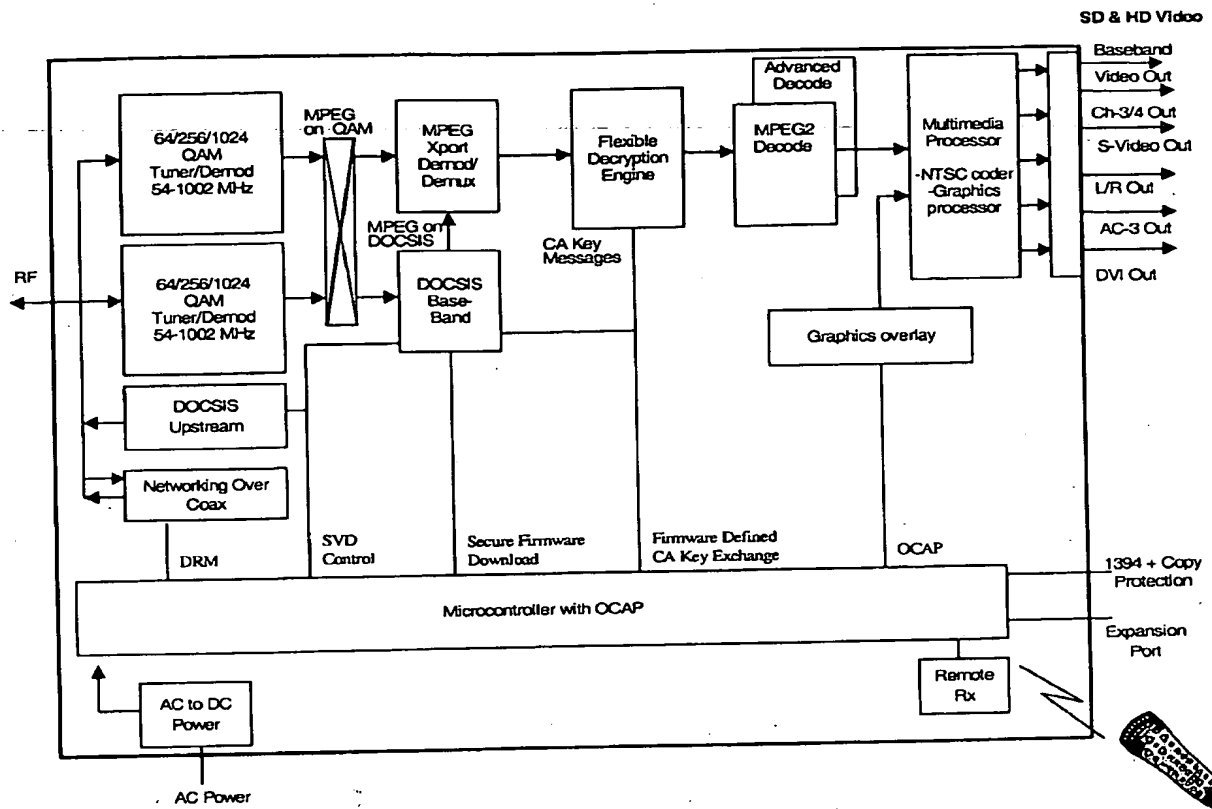 SD & HD Video
Baseband
Video Out
Ch-3/4 Out
S-Video Out
L/R Out
AC-3 Out
DVI Out
64/256/1024
QAM
Tuner/Demod
54-1002 MHz
MPEG
on QAM
MPEG
Xport
Demod/
Demux
Flexible
Decryption
Engine
Advanced
Decode
MPEG2
Decode
Multimedia
Processor
-NTSC coder
-Graphics
processor
MPEG on
DOCSIS
CA Key
Messages
RF
64/256/1024
QAM
Tuner/Demod
54-1002 MHz
DOCSIS
Base-
Band
Graphics overlay
DOCSIS
Upstream
Networking Over
Coax
DRM
SVD
Control
Secure Firmware
Download
Firmware Defined
CA Key Exchange
OCAP
1394 + Copy
Protection
Microcontroller with OCAP
Expansion
Port
Remote
Rx
AC to DC
Power
AC Power